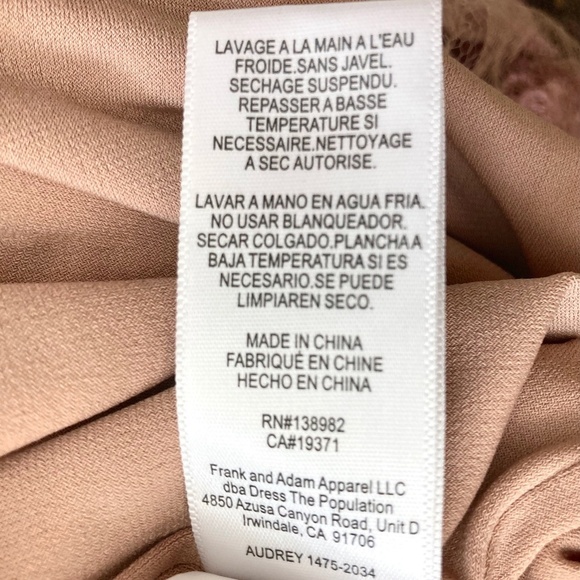 LAVAGE A LA MAIN A L'EAU
FROIDE.SANS JAVEL.
SECHAGE SUSPENDU.
REPASSER A BASSE
TEMPERATURE SI
NECESSAIRE.NETTOYAGE
A SEC AUTORISE.
LAVAR A MANO EN AGUA FRIA.
NO USAR BLANQUEADOR.
SECAR COLGADO.PLANCHA A
BAJA TEMPERATURA SI ES
NECESARIO.SE PUEDE
LIMPIAREN SECO.
MADE IN CHINA
FABRIQUÉ EN CHINE
HECHO EN CHINA
RN#138982
CA#19371
Frank and Adam Apparel LLC
dba Dress The Population
4850 Azusa Canyon Road, Unit D
Irwindale, CA 91706
AUDREY 1475-2034